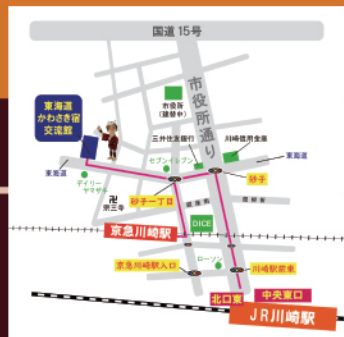 国道15号
市役所通り
東海道
かわさき宿
交流館
市役所
(建替中)
三井住友銀行
川崎信用金庫
セブンイレブン
東海道
東海道
デイリー
ヤマザキ
砂子
卍
宗三寺
砂子一丁目
銀座街
DICE
京急川崎駅
京急川崎駅入口
ローソン
川崎駅前東
北口東
中央東口
JR川崎駅